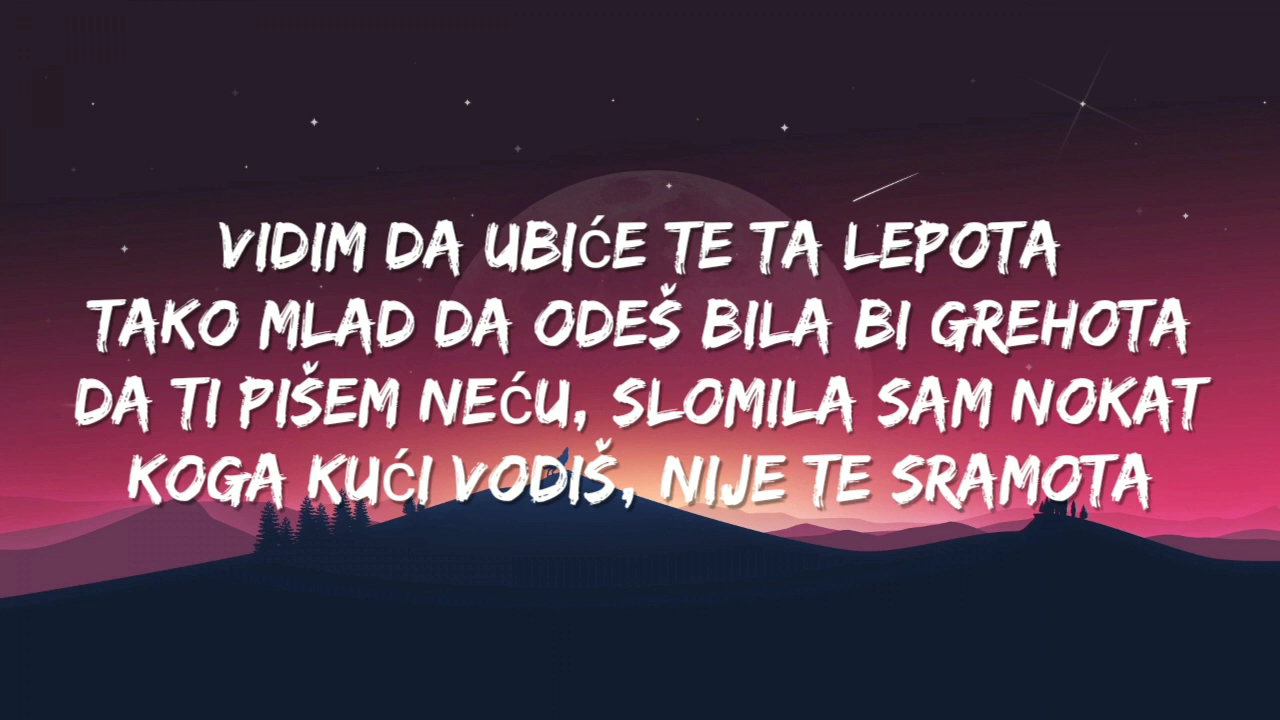 VIDIM DA UBIĆE TE TA LEPOTA
TAKO MLAD DA ODEŠ BILA BI GREHOTA
DA TI PIŠEM NEĆU, SLOMILA SAM NOKAT
KOGA KUĆI VODIŠ, NIJE TE SRAMOTA